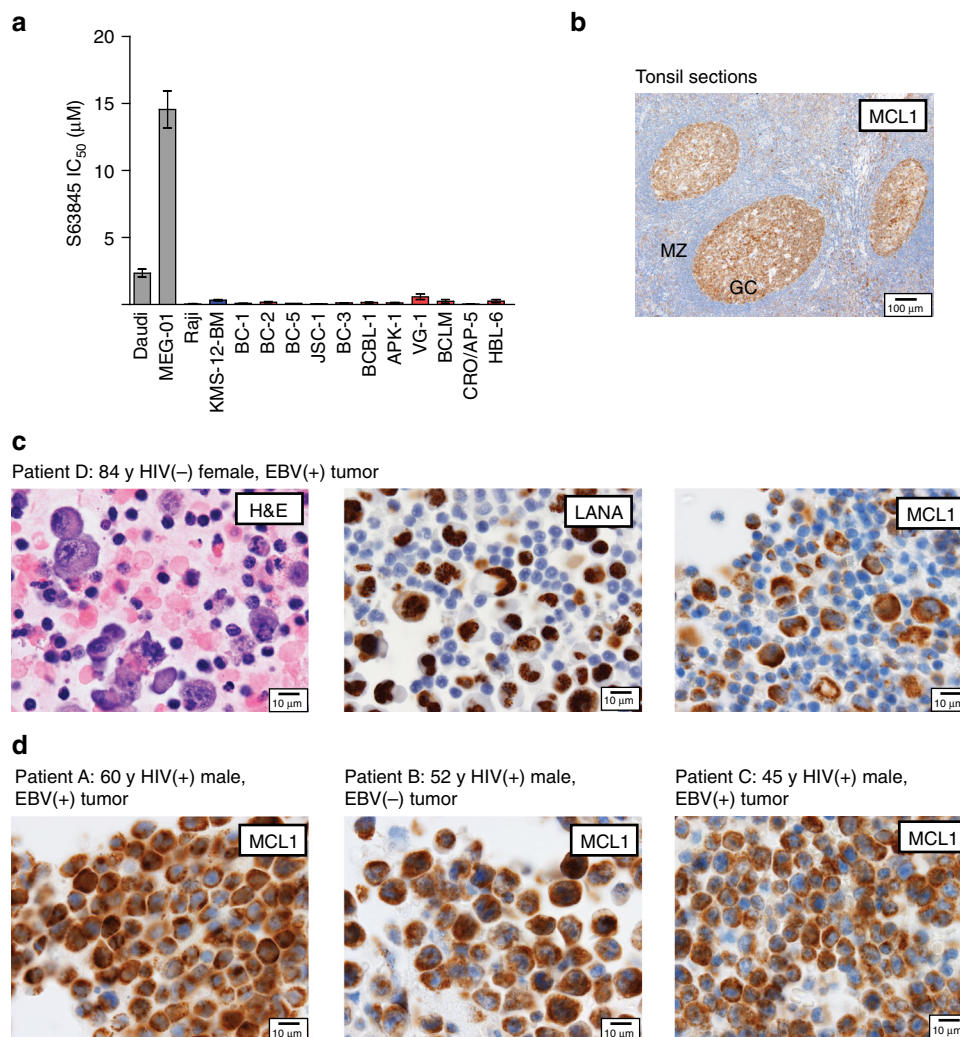 a
20
15
10
5
S63845 IC50 (μM)
Daudi
MEG-01
Raji
KMS-12-BM
BC-1
BC-2
BC-5
JSC-1
BC-3
BCBL-1
APK-1
VG-1
BCLM
CRO/AP-5
HBL-6
b
Tonsil sections
MCL1
MZ
GC
100 μm
c
Patient D: 84 y HIV(–) female, EBV(+) tumor
H&E
10 μm
LANA
10 μm
MCL1
10 μm
d
Patient A: 60 y HIV(+) male,
EBV(+) tumor
MCL1
10 μm
Patient B: 52 y HIV(+) male,
EBV(–) tumor
MCL1
10 μm
Patient C: 45 y HIV(+) male,
EBV(+) tumor
MCL1
10 μm